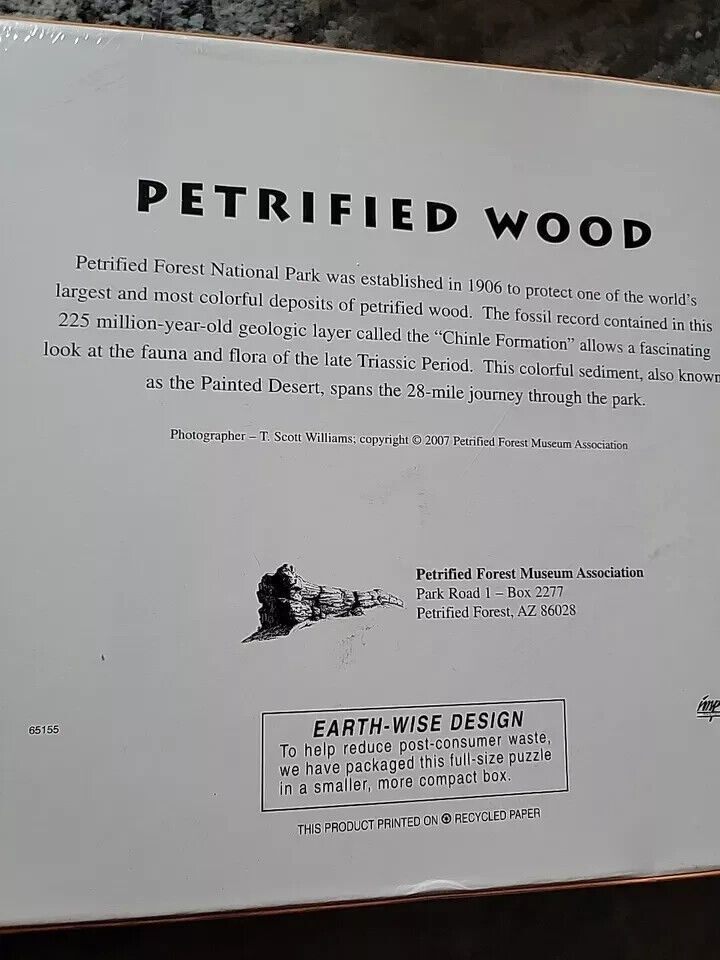 PETRIFIED WOOD
Petrified Forest National Park was established in 1906 to protect one of the world's
largest and most colorful deposits of petrified wood. The fossil record contained in this
225 million-year-old geologic layer called the “Chinle Formation” allows a fascinating
look at the fauna and flora of the late Triassic Period. This colorful sediment, also known
as the Painted Desert, spans the 28-mile journey through the park.
Photographer – T. Scott Williams; copyright © 2007 Petrified Forest Museum Association
Petrified Forest Museum Association
Park Road 1 – Box 2277
Petrified Forest, AZ 86028
65155
EARTH-WISE DESIGN
To help reduce post-consumer waste,
we have packaged this full-size puzzle
in a smaller, more compact box.
THIS PRODUCT PRINTED ON RECYCLED PAPER